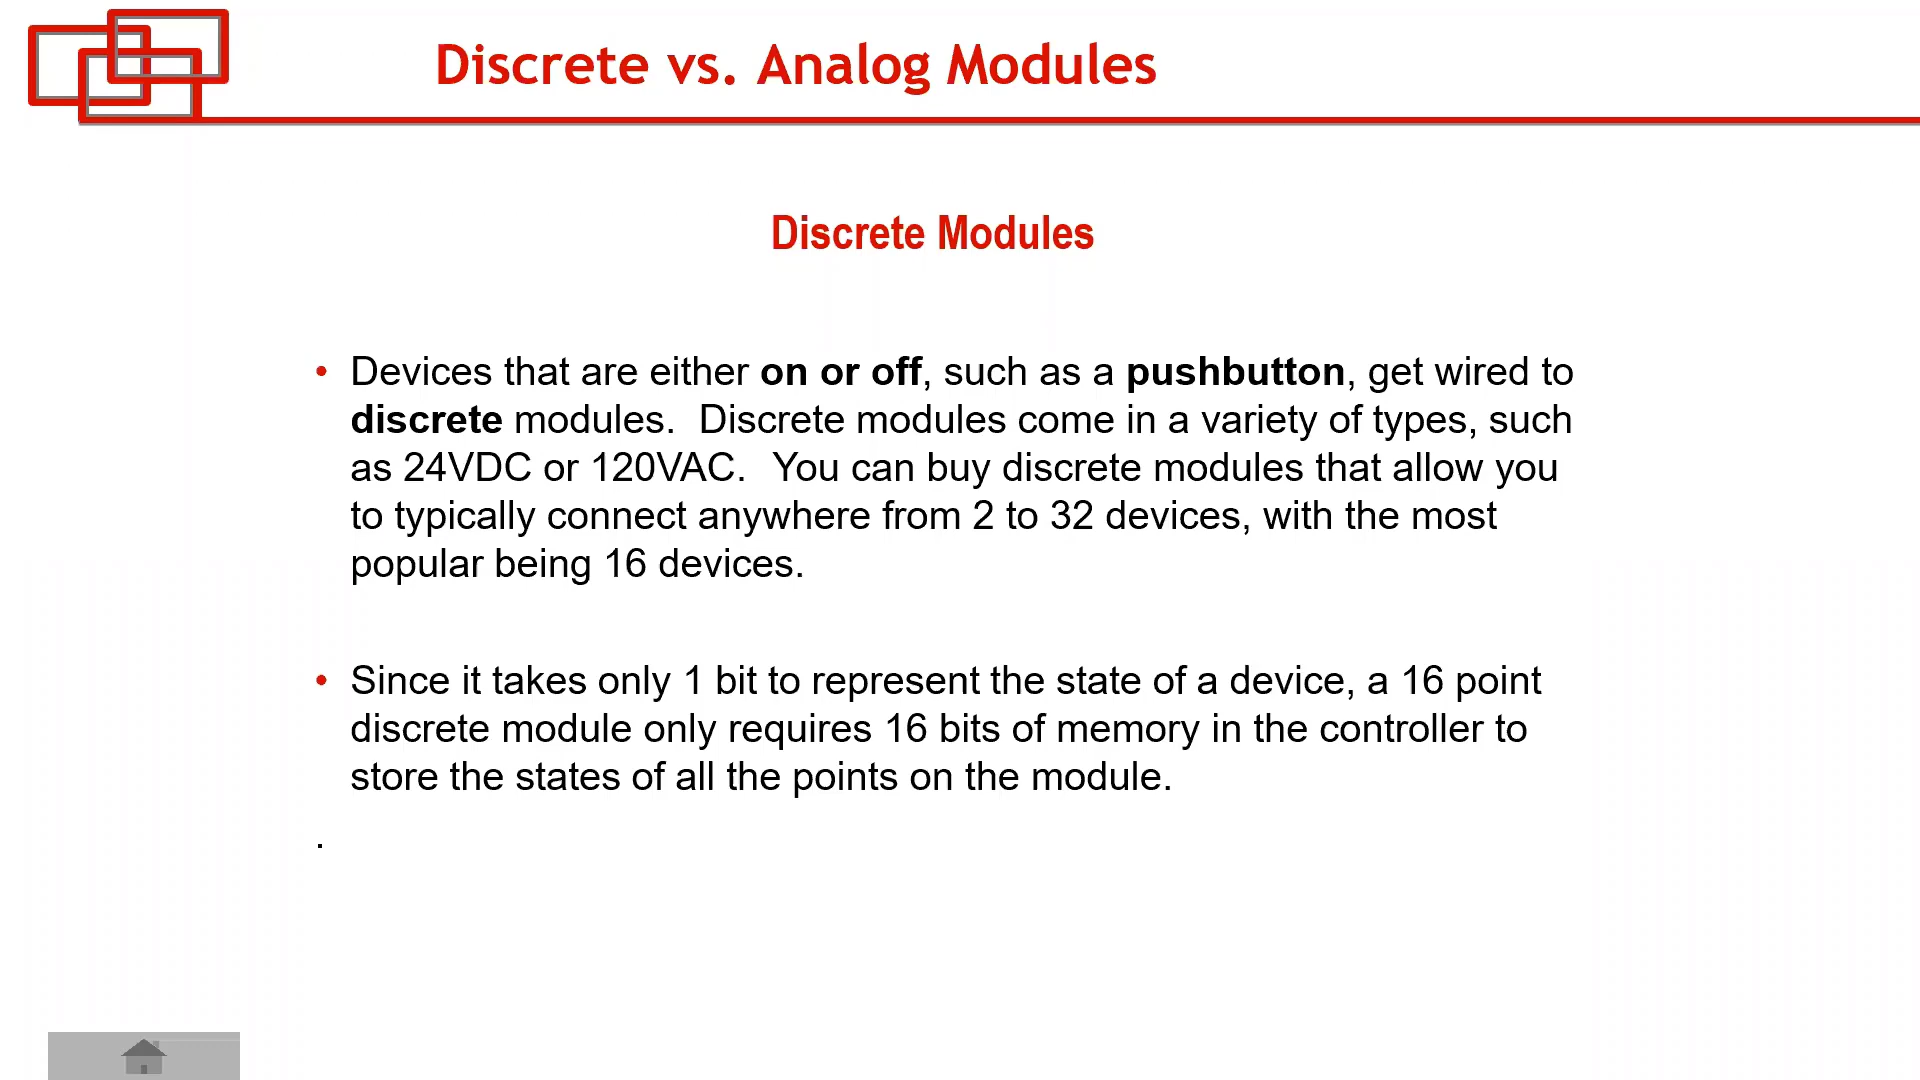 Discrete vs. Analog Modules
Discrete Modules
• Devices that are either on or off, such as a pushbutton, get wired to
discrete modules.  Discrete modules come in a variety of types, such
as 24VDC or 120VAC.  You can buy discrete modules that allow you
to typically connect anywhere from 2 to 32 devices, with the most
popular being 16 devices.
• Since it takes only 1 bit to represent the state of a device, a 16 point
discrete module only requires 16 bits of memory in the controller to
store the states of all the points on the module.
.